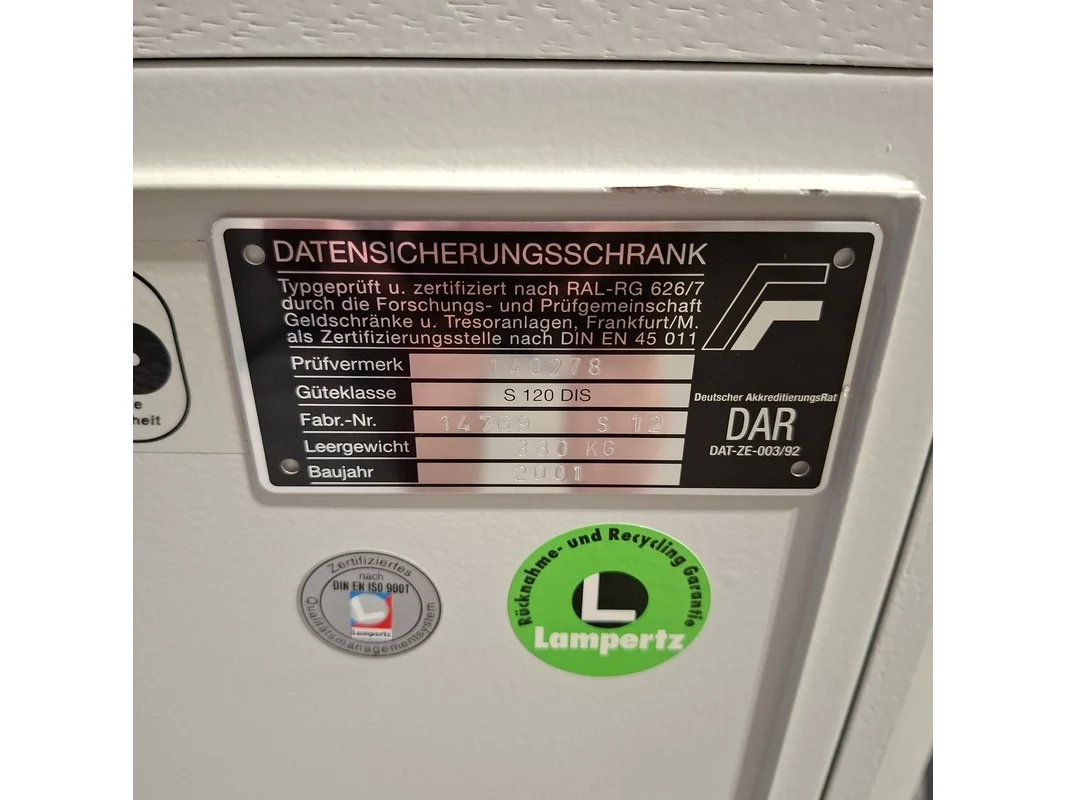 DATENSICHERUNGSSCHRANK
Typgeprüft u. zertifiziert nach RAL-RG 626/7
durch die Forschungs- und Prüfgemeinschaft
Geldschränke u. Tresoranlagen, Frankfurt/M.
als Zertifizierungsstelle nach DIN EN 45 011
Prüfvermerk 140278
Güteklasse S 120 DIS
Fabr.-Nr. 14769 S 12
Leergewicht 330 KG
Baujahr 2001
Deutscher AkkreditierungsRat
DAR
DAT-ZE-003/92
e
heit
Zertifiziertes
nach
DIN EN ISO 9001
Lampertz
Qualitätsmanagementsystem
Rücknahme- und Recycling Garantie
L
Lampertz